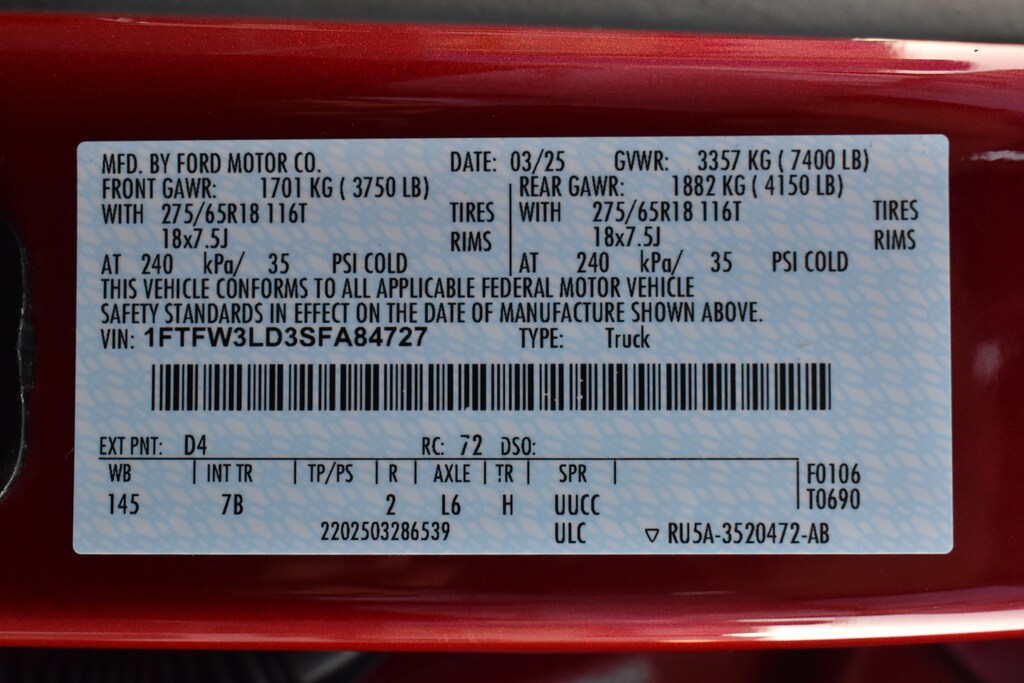 MFD. BY FORD MOTOR CO. DATE: 03/25 GVWR: 3357 KG ( 7400 LB)
FRONT GAWR: 1701 KG ( 3750 LB) REAR GAWR: 1882 KG ( 4150 LB)
WITH 275/65R18 116T TIRES WITH 275/65R18 116T TIRES
18x7.5J RIMS 18x7.5J RIMS
AT 240 kPa/ 35 PSI COLD AT 240 kPa/ 35 PSI COLD
THIS VEHICLE CONFORMS TO ALL APPLICABLE FEDERAL MOTOR VEHICLE
SAFETY STANDARDS IN EFFECT ON THE DATE OF MANUFACTURE SHOWN ABOVE.
VIN: 1FTFW3LD3SFA84727 TYPE: Truck
EXT PNT: D4 RC: 72 DSO:
WB INT TR TP/PS R AXLE TR SPR F0106
145 7B 2 L6 H UUCC T0690
2202503286539 ULC ▽ RU5A-3520472-AB